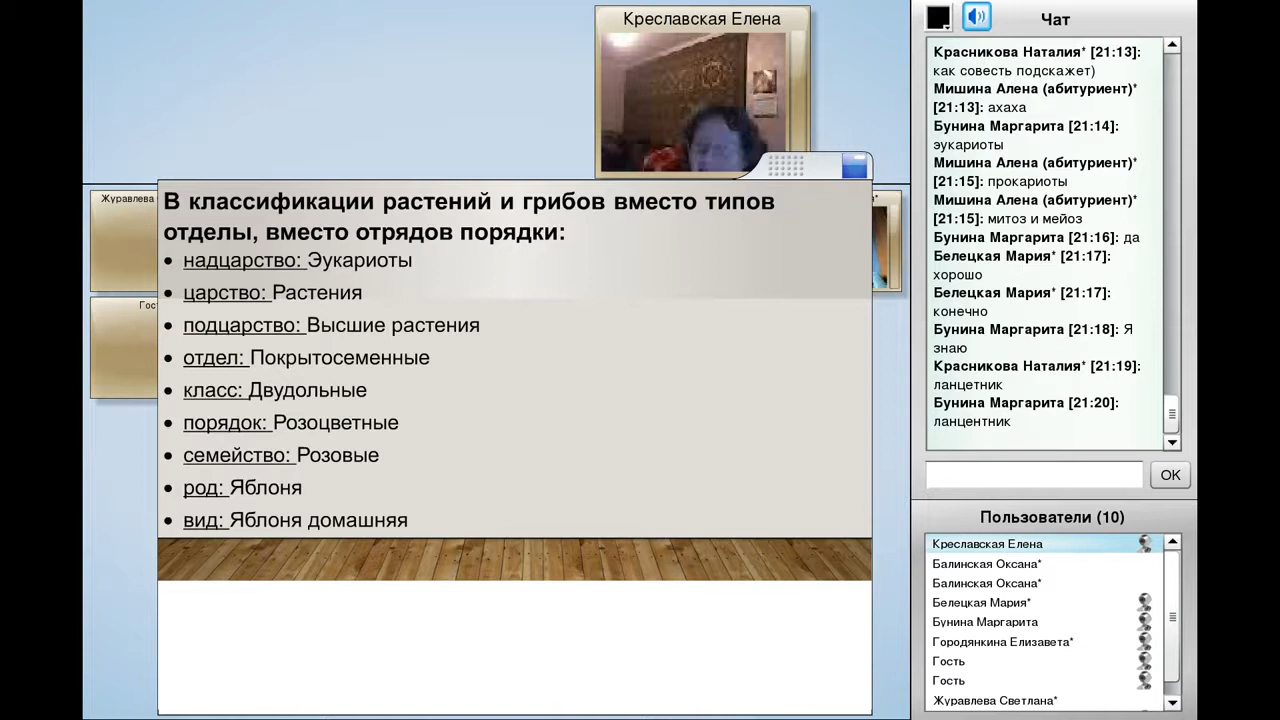 Креславская Елена
Журавлева
Гос
В классификации растений и грибов вместо типов
отделы, вместо отрядов порядки:
• надцарство: Эукариоты
• царство: Растения
• подцарство: Высшие растения
• отдел: Покрытосеменные
• класс: Двудольные
• порядок: Розоцветные
• семейство: Розовые
• род: Яблоня
• вид: Яблоня домашняя
Чат
Красникова Наталия* [21:13]:
как совесть подскажет)
Мишина Алена (абитуриент)*
[21:13]: ахаха
Бунина Маргарита [21:14]:
эукариоты
Мишина Алена (абитуриент)*
[21:15]: прокариоты
Мишина Алена (абитуриент)*
[21:15]: митоз и мейоз
Бунина Маргарита [21:16]: да
Белецкая Мария* [21:17]:
хорошо
Белецкая Мария* [21:17]:
конечно
Бунина Маргарита [21:18]: Я
знаю
Красникова Наталия* [21:19]:
ланцетник
Бунина Маргарита [21:20]:
ланцентник
OK
Пользователи (10)
Креславская Елена
Балинская Оксана*
Балинская Оксана*
Белецкая Мария*
Бунина Маргарита
Городянкина Елизавета*
Гость
Гость
Журавлева Светлана*